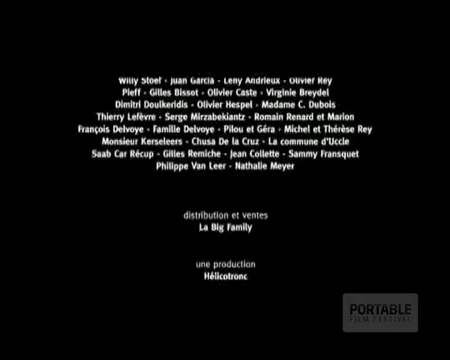 Willy Stoef - Juan Garcia - Leny Andrieux - Olivier Rey
Pieff - Gilles Bissot - Olivier Caste - Virginie Breydel
Dimitri Doulkeridis - Olivier Hespel - Madame C. Dubois
Thierry Lefèvre - Serge Mirzabekiantz - Romain Renard et Marion
François Delvoye - Famille Delvoye - Pilou et Géra - Michel et Thérèse Rey
Monsieur Kerseleers - Chusa De la Cruz - La commune d'Uccle
Saab Car Récup - Gilles Remiche - Jean Collette - Sammy Fransquet
Philippe Van Leer - Nathalie Meyer
distribution et ventes
La Big Family
une production
Hélicotronc
PORTABLE
FILM FESTIVAL